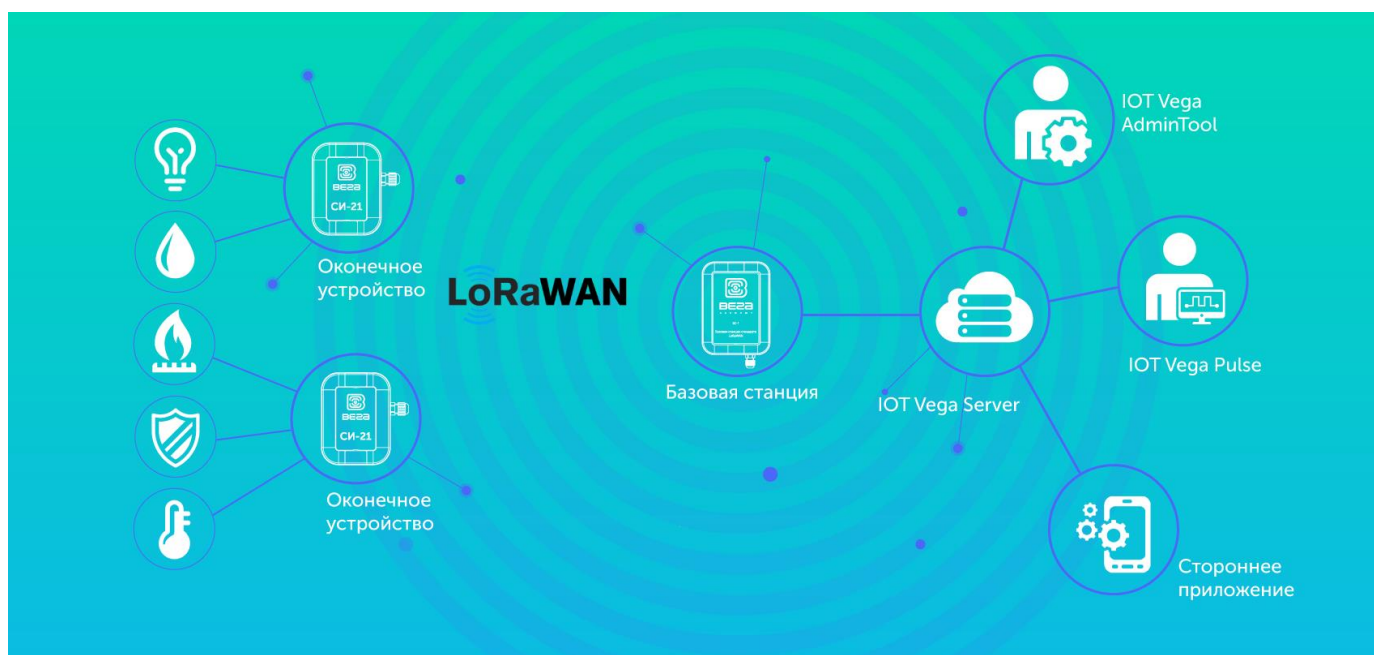 IOT Vega
AdminTool
ВЕГА
СИ-21
Оконечное
устройство
LoRaWAN
ВЕГА
Базовая станция
IOT Vega Server
IOT Vega Pulse
ВЕГА
СИ-21
Оконечное
устройство
Стороннее
приложение